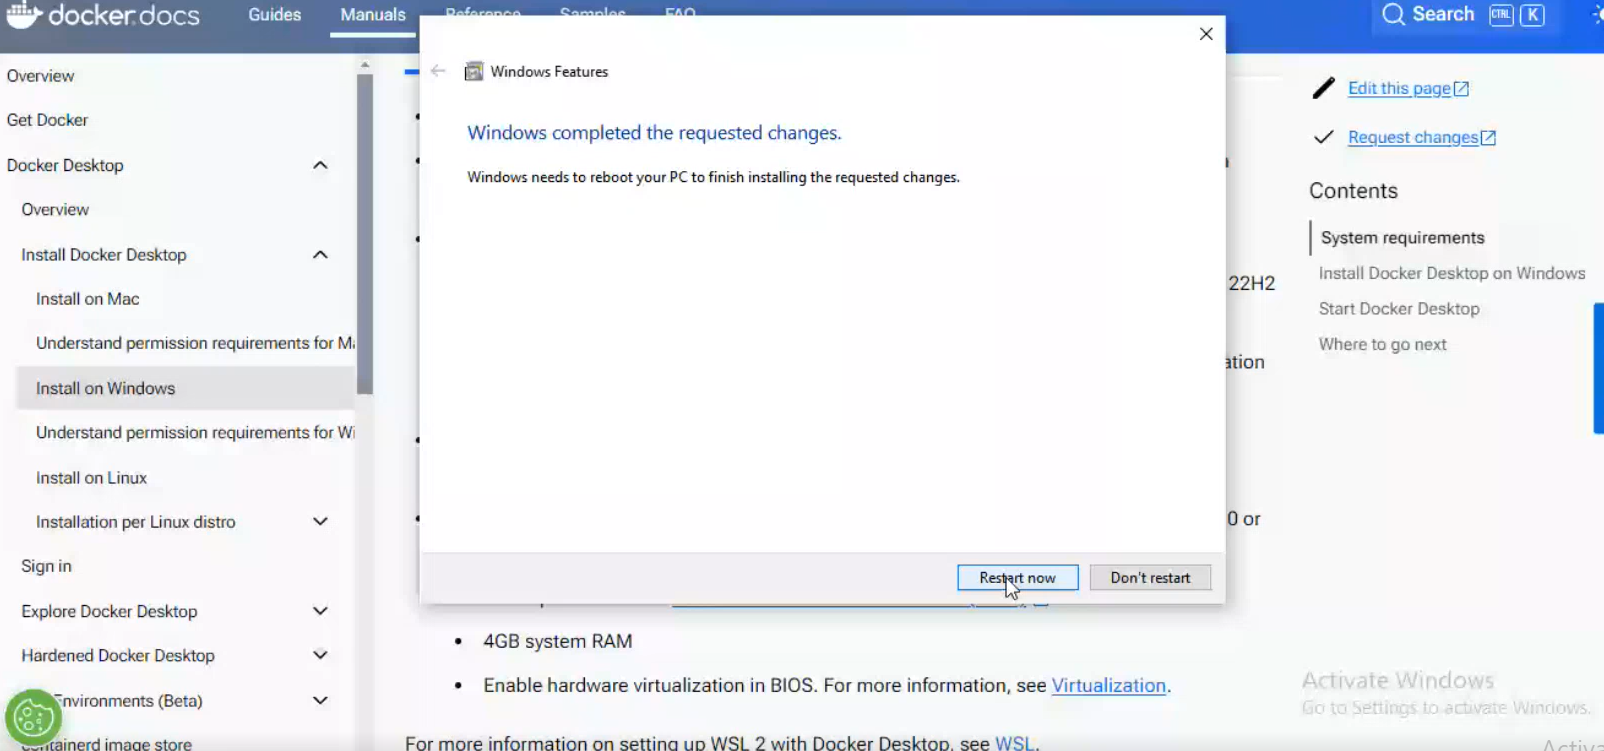 docker.docs
Guides
Manuals
Reference
Samples
FAQ
Search CTRL K
Overview
Get Docker
Docker Desktop
Overview
Install Docker Desktop
Install on Mac
Understand permission requirements for
Install on Windows
Understand permission requirements for
Install on Linux
Installation per Linux distro
Sign in
Explore Docker Desktop
Hardened Docker Desktop
Environments (Beta)
image store
Windows Features
Windows completed the requested changes.
Windows needs to reboot your PC to finish installing the requested changes.
Restart now
Don't restart
22H2
0 or
• 4GB system RAM
• Enable hardware virtualization in BIOS. For more information, see Virtualization.
For more information on setting up WSL 2 with Docker Desktop, see WSL.
Edit this page
Request changes
Contents
System requirements
Install Docker Desktop on Windows
Start Docker Desktop
Where to go next
Activate Windows
Go to Settings to activate Windows.